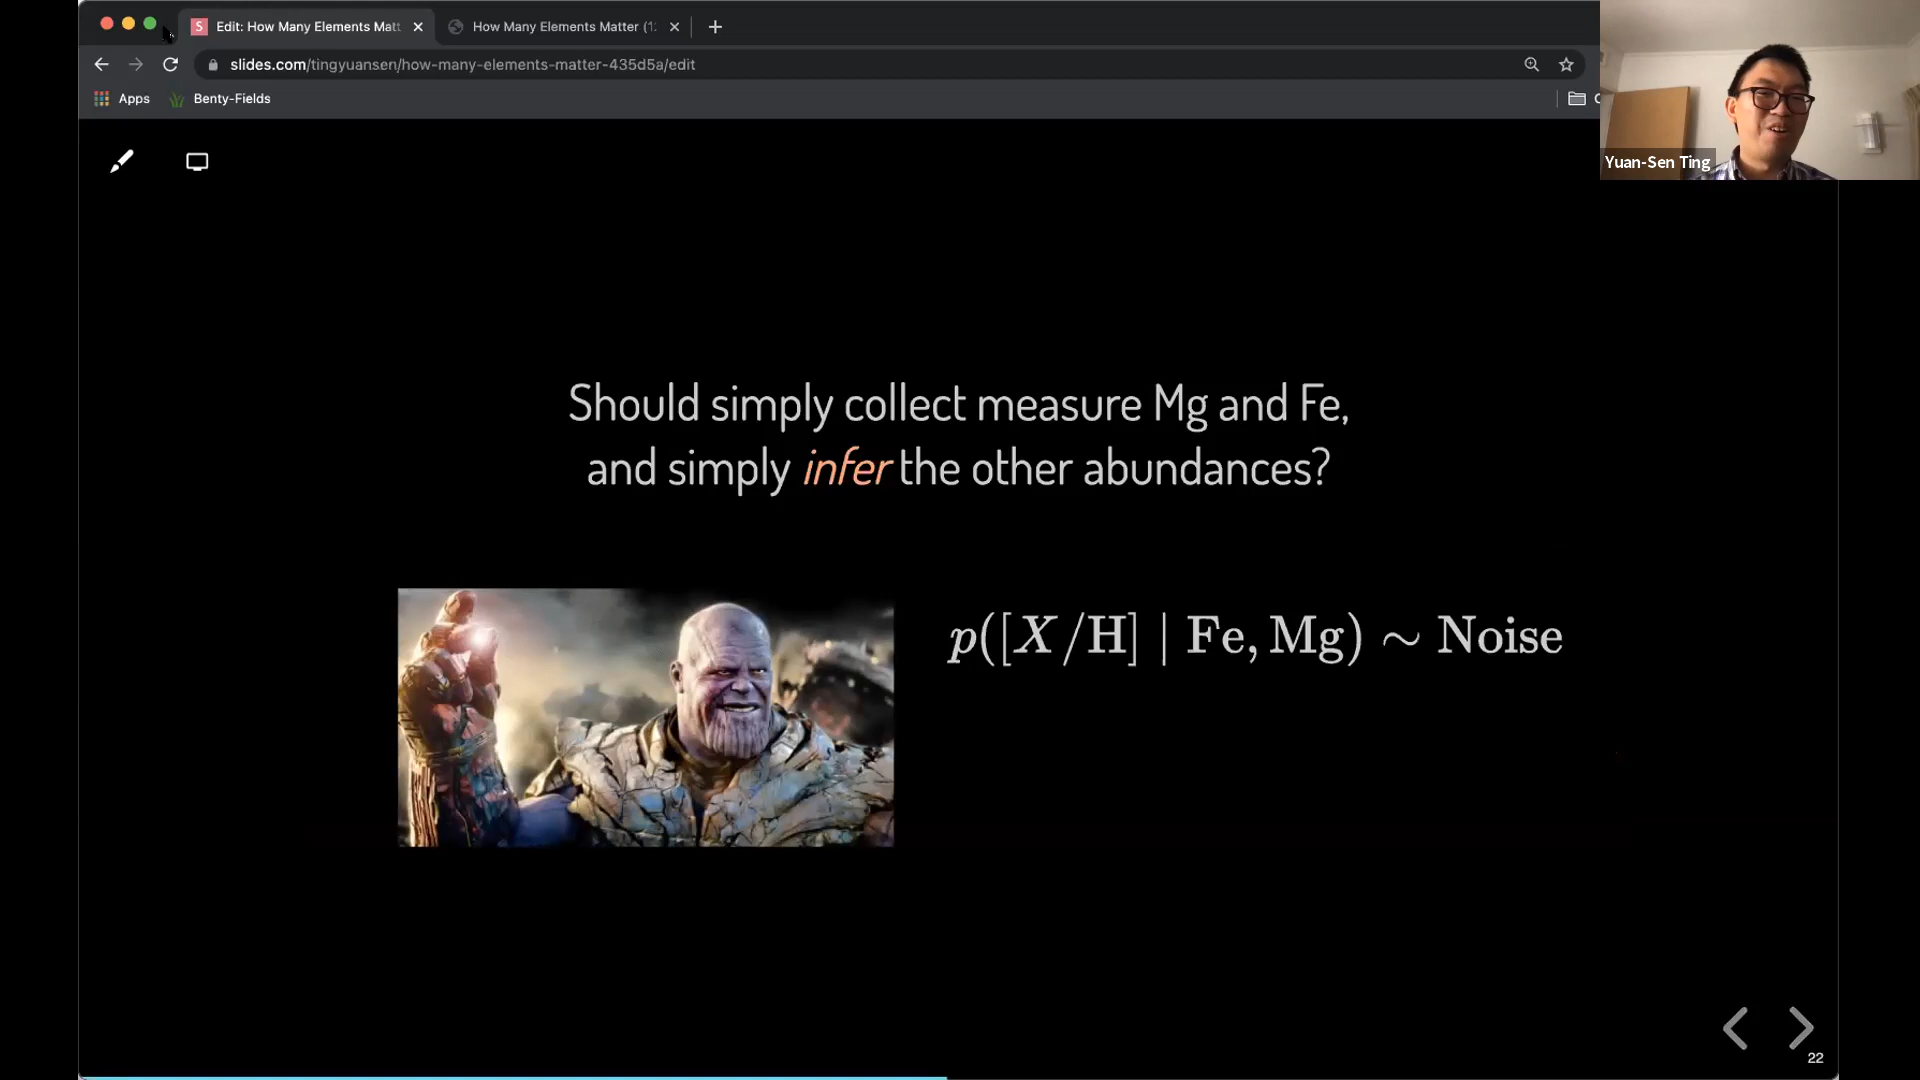 S Edit: How Many Elements Matt
How Many Elements Matter (1
slides.com/tingyuansen/how-many-elements-matter-435d5a/edit
Apps
Benty-Fields
Yuan-Sen Ting
Should simply collect measure Mg and Fe,
and simply infer the other abundances?
p([X/H] | Fe, Mg) ~ Noise
22